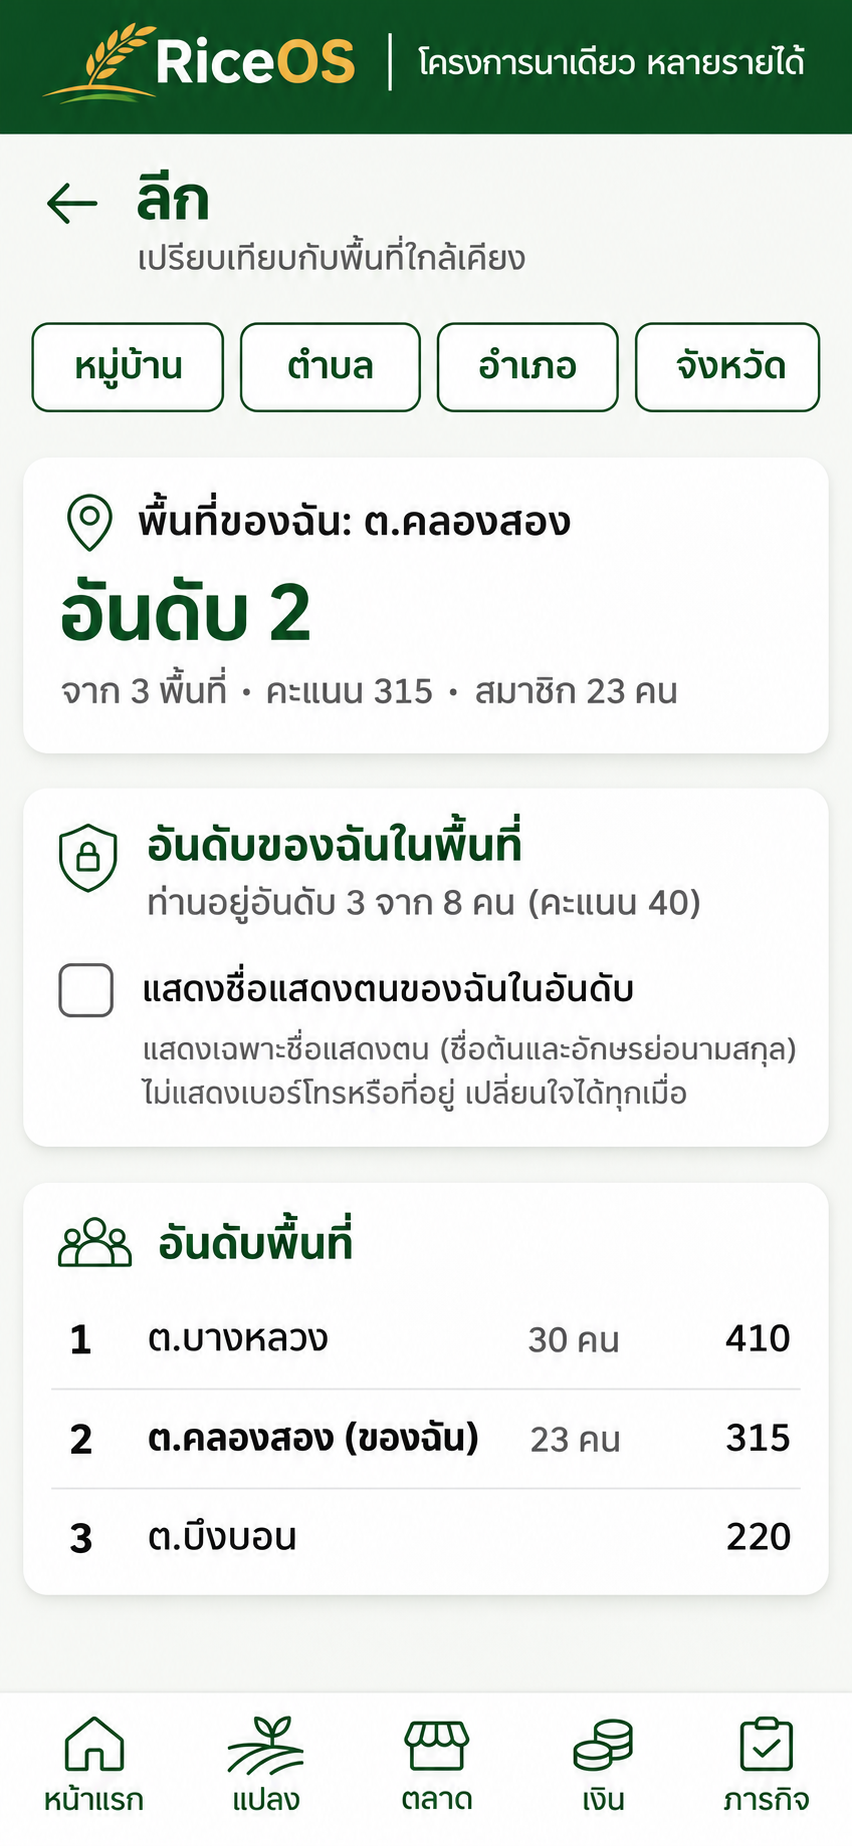 RiceOS | โครงการนาเดียว หลายรายได้
ลีก
เปรียบเทียบกับพื้นที่ใกล้เคียง
หมู่บ้าน ตำบล อำเภอ จังหวัด
พื้นที่ของฉัน: ต.คลองสอง
อันดับ 2
จาก 3 พื้นที่ • คะแนน 315 • สมาชิก 23 คน
อันดับของฉันในพื้นที่
ท่านอยู่อันดับ 3 จาก 8 คน (คะแนน 40)
แสดงชื่อแสดงตนของฉันในอันดับ
แสดงเฉพาะชื่อแสดงตน (ชื่อต้นและอักษรย่อนามสกุล)
ไม่แสดงเบอร์โทรหรือที่อยู่ เปลี่ยนใจได้ทุกเมื่อ
อันดับพื้นที่
1 ต.บางหลวง 30 คน 410
2 ต.คลองสอง (ของฉัน) 23 คน 315
3 ต.บึงบอน 220
หน้าแรก แปลง ตลาด เงิน ภารกิจ